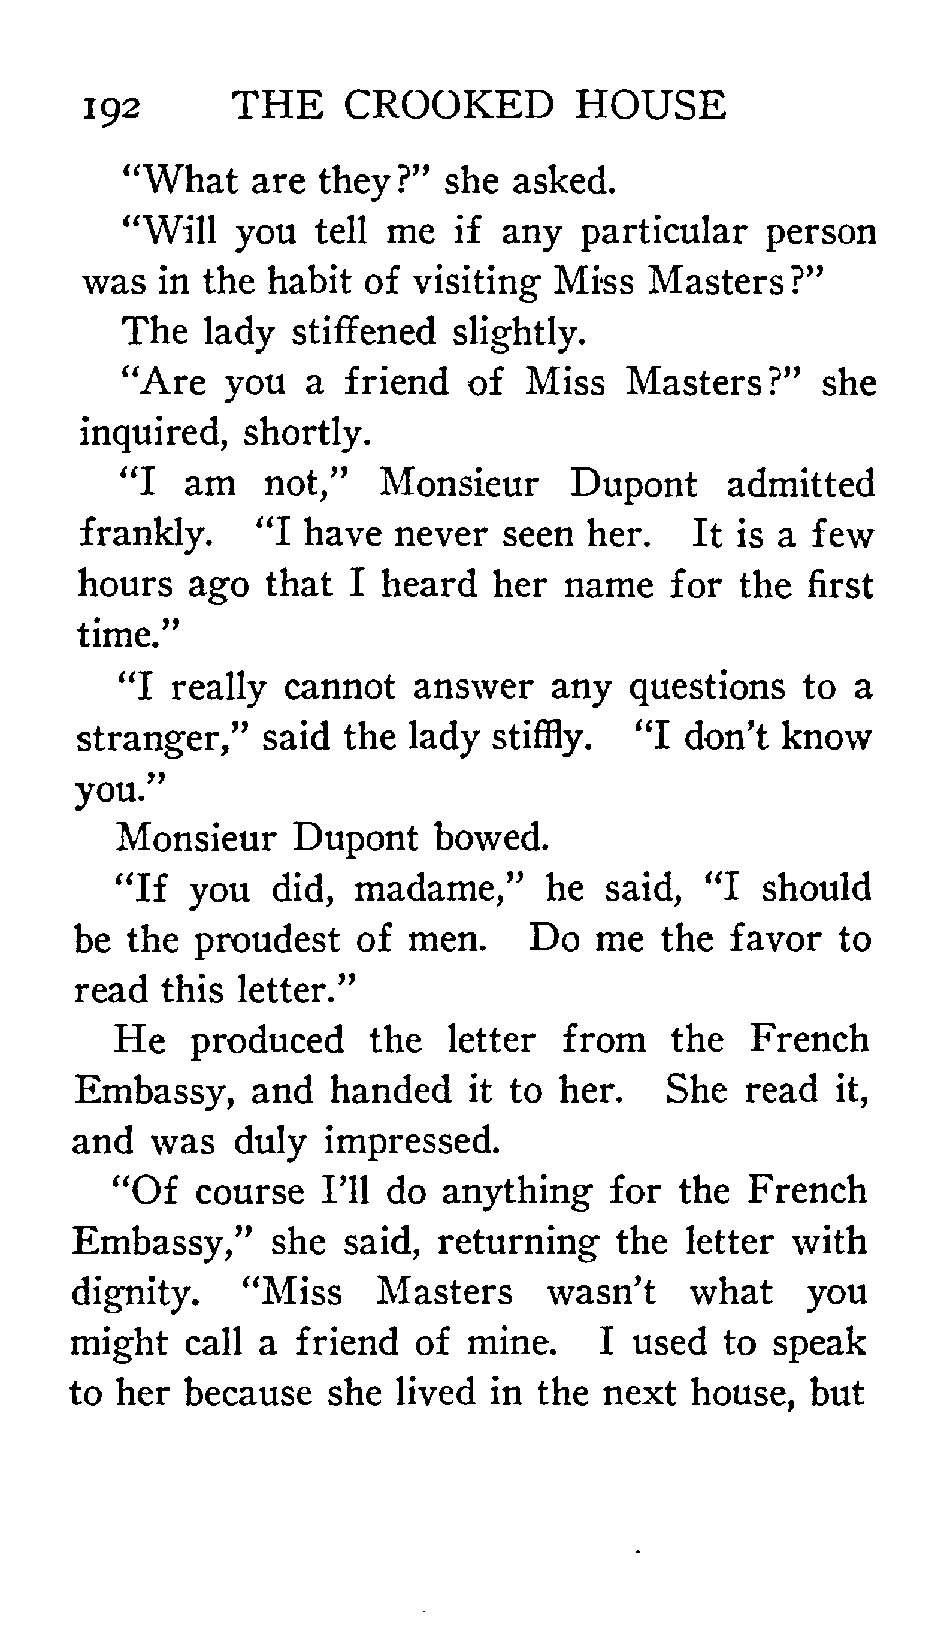 192 THE CROOKED HOUSE
"What are they?" she asked.
"Will you tell me if any particular person
was in the habit of visiting Miss Masters?"
The lady stiffened slightly.
"Are you a friend of Miss Masters?" she
inquired, shortly.
"I am not," Monsieur Dupont admitted
frankly. "I have never seen her. It is a few
hours ago that I heard her name for the first
time."
"I really cannot answer any questions to a
stranger," said the lady stiffly. "I don't know
you."
Monsieur Dupont bowed.
"If you did, madame," he said, "I should
be the proudest of men. Do me the favor to
read this letter."
He produced the letter from the French
Embassy, and handed it to her. She read it,
and was duly impressed.
"Of course I'll do anything for the French
Embassy," she said, returning the letter with
dignity. "Miss Masters wasn't what you
might call a friend of mine. I used to speak
to her because she lived in the next house, but